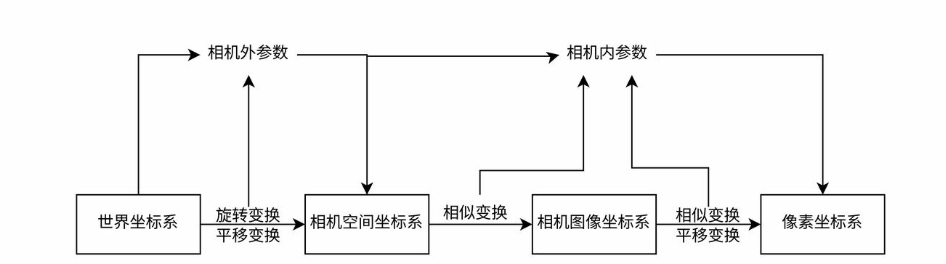 相机外参数
相机内参数
世界坐标系
旋转变换
平移变换
相机空间坐标系
相似变换
相机图像坐标系
相似变换
平移变换
像素坐标系